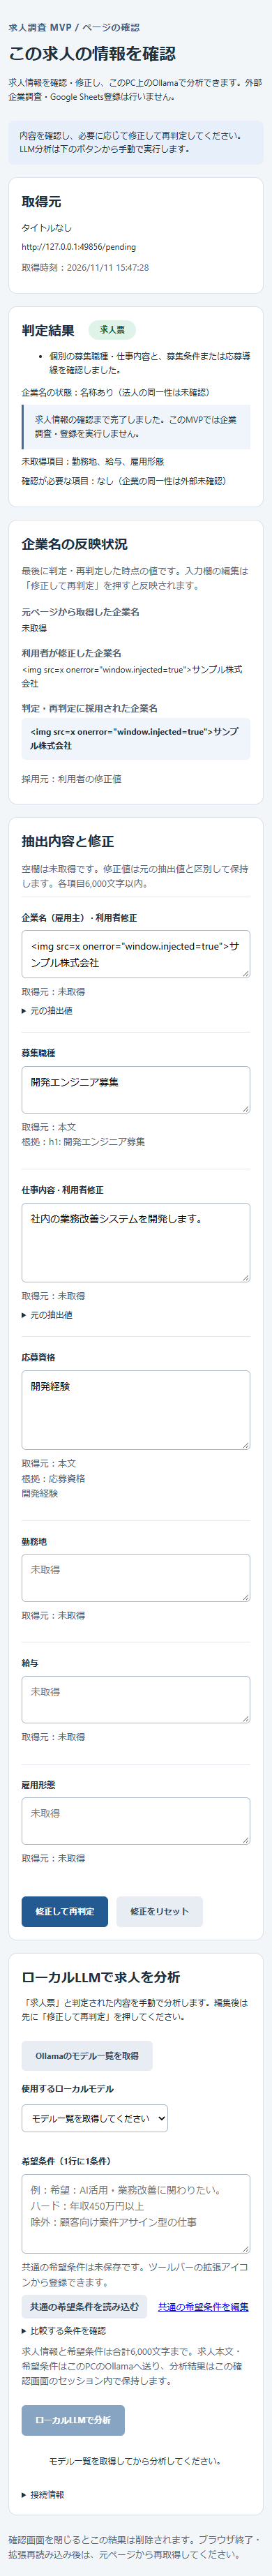 求人調査 MVP / ページの確認
この求人の情報を確認
求人情報を確認・修正し、このPC上のOllamaで分析できます。外部
企業調査・Google Sheets登録は行いません。
内容を確認し、必要に応じて修正して再判定してください。
LLM分析は下のボタンから手動で実行します。
取得元
タイトルなし
http://127.0.0.1:49856/pending
取得時刻：2026/11/11 15:47:28
判定結果 求人票
• 個別の募集職種・仕事内容と、募集条件または応募導
線を確認しました。
企業名の状態：名称あり（法人の同一性は未確認）
求人情報の確認まで完了しました。このMVPでは企業
調査・登録を実行しません。
未取得項目：勤務地、給与、雇用形態
確認が必要な項目：なし（企業の同一性は外部未確認）
企業名の反映状況
最後に判定・再判定した時点の値です。入力欄の編集は
「修正して再判定」を押すと反映されます。
元ページから取得した企業名
未取得
利用者が修正した企業名
<img src=x onerror="window.injected=true">サンプル株式
会社
判定・再判定に採用された企業名
<img src=x onerror="window.injected=true">サンプ
ル株式会社
採用元：利用者の修正値
抽出内容と修正
空欄は未取得です。修正値は元の抽出値と区別して保持
します。各項目6,000文字以内。
企業名（雇用主）・利用者修正
<img src=x onerror="window.injected=true">サ
ンプル株式会社
取得元：未取得
▶ 元の抽出値
募集職種
開発エンジニア募集
取得元：本文
根拠：h1: 開発エンジニア募集
仕事内容・利用者修正
社内の業務改善システムを開発します。
取得元：未取得
▶ 元の抽出値
応募資格
開発経験
取得元：本文
根拠：応募資格
開発経験
勤務地
未取得
取得元：未取得
給与
未取得
取得元：未取得
雇用形態
未取得
取得元：未取得
修正して再判定 修正をリセット
ローカルLLMで求人を分析
「求人票」と判定された内容を手動で分析します。編集後は
先に「修正して再判定」を押してください。
Ollamaのモデル一覧を取得
使用するローカルモデル
モデル一覧を取得してください
希望条件（1行に1条件）
例：希望：AI活用・業務改善に関わりたい。
ハード：年収450万円以上
除外：顧客向け案件アサイン型の仕事
共通の希望条件は未保存です。ツールバーの拡張アイコ
ンから登録できます。
共通の希望条件を読み込む 共通の希望条件を編集
▶ 比較する条件を確認
求人情報と希望条件は合計6,000文字まで。求人本文・
希望条件はこのPCのOllamaへ送り、分析結果はこの確
認画面のセッション内で保持します。
ローカルLLMで分析
モデル一覧を取得してから分析してください。
▶ 接続情報
確認画面を閉じるとこの結果は削除されます。ブラウザ終了・
拡張再読み込み後は、元ページから再取得してください。